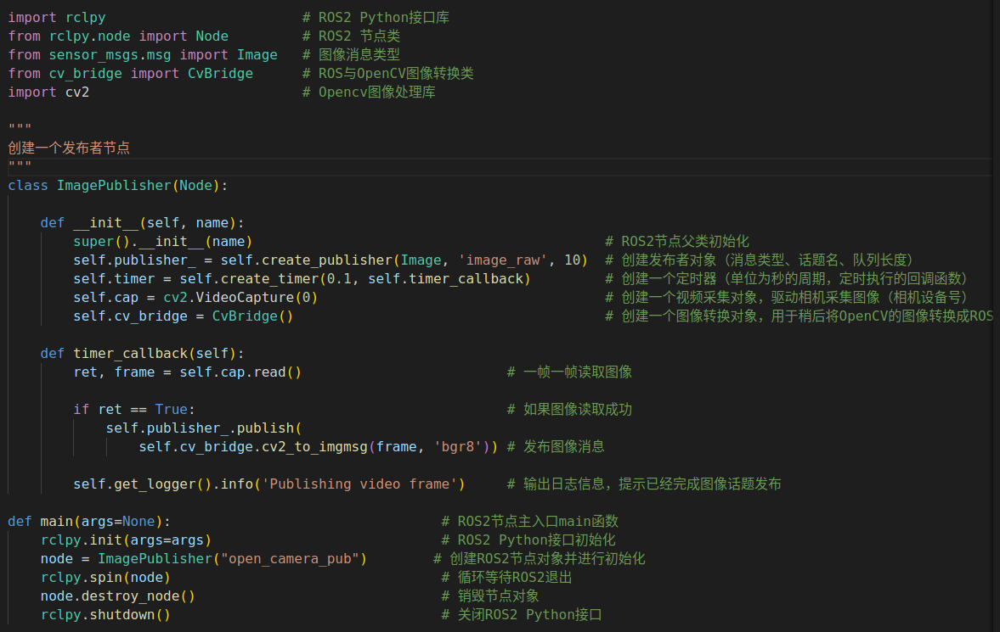 import rclpy                        # ROS2 Python接口库
from rclpy.node import Node         # ROS2 节点类
from sensor_msgs.msg import Image   # 图像消息类型
from cv_bridge import CvBridge      # ROS与OpenCV图像转换类
import cv2                          # Opencv图像处理库

"""
创建一个发布者节点
"""
class ImagePublisher(Node):

    def __init__(self, name):
        super().__init__(name)                                           # ROS2节点父类初始化
        self.publisher_ = self.create_publisher(Image, 'image_raw', 10)  # 创建发布者对象（消息类型、话题名、队列长度）
        self.timer = self.create_timer(0.1, self.timer_callback)         # 创建一个定时器（单位为秒的周期，定时执行的回调函数）
        self.cap = cv2.VideoCapture(0)                                   # 创建一个视频采集对象，驱动相机采集图像（相机设备号）
        self.cv_bridge = CvBridge()                                      # 创建一个图像转换对象，用于稍后将OpenCV的图像转换成ROS

    def timer_callback(self):
        ret, frame = self.cap.read()                         # 一帧一帧读取图像

        if ret == True:                                      # 如果图像读取成功
            self.publisher_.publish(
                self.cv_bridge.cv2_to_imgmsg(frame, 'bgr8')) # 发布图像消息

        self.get_logger().info('Publishing video frame')     # 输出日志信息，提示已经完成图像话题发布

def main(args=None):                                 # ROS2节点主入口main函数
    rclpy.init(args=args)                            # ROS2 Python接口初始化
    node = ImagePublisher("open_camera_pub")        # 创建ROS2节点对象并进行初始化
    rclpy.spin(node)                                 # 循环等待ROS2退出
    node.destroy_node()                              # 销毁节点对象
    rclpy.shutdown()                                 # 关闭ROS2 Python接口